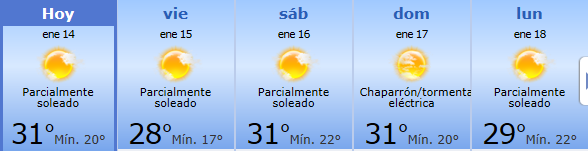 Hoy vie sáb dom lun
ene 14 ene 15 ene 16 ene 17 ene 18
Parcialmente Parcialmente Parcialmente Chaparrón/tormenta Parcialmente
soleado soleado soleado eléctrica soleado
31° Mín. 20° 28° Mín. 17° 31° Mín. 22° 31° Mín. 20° 29° Mín. 22°